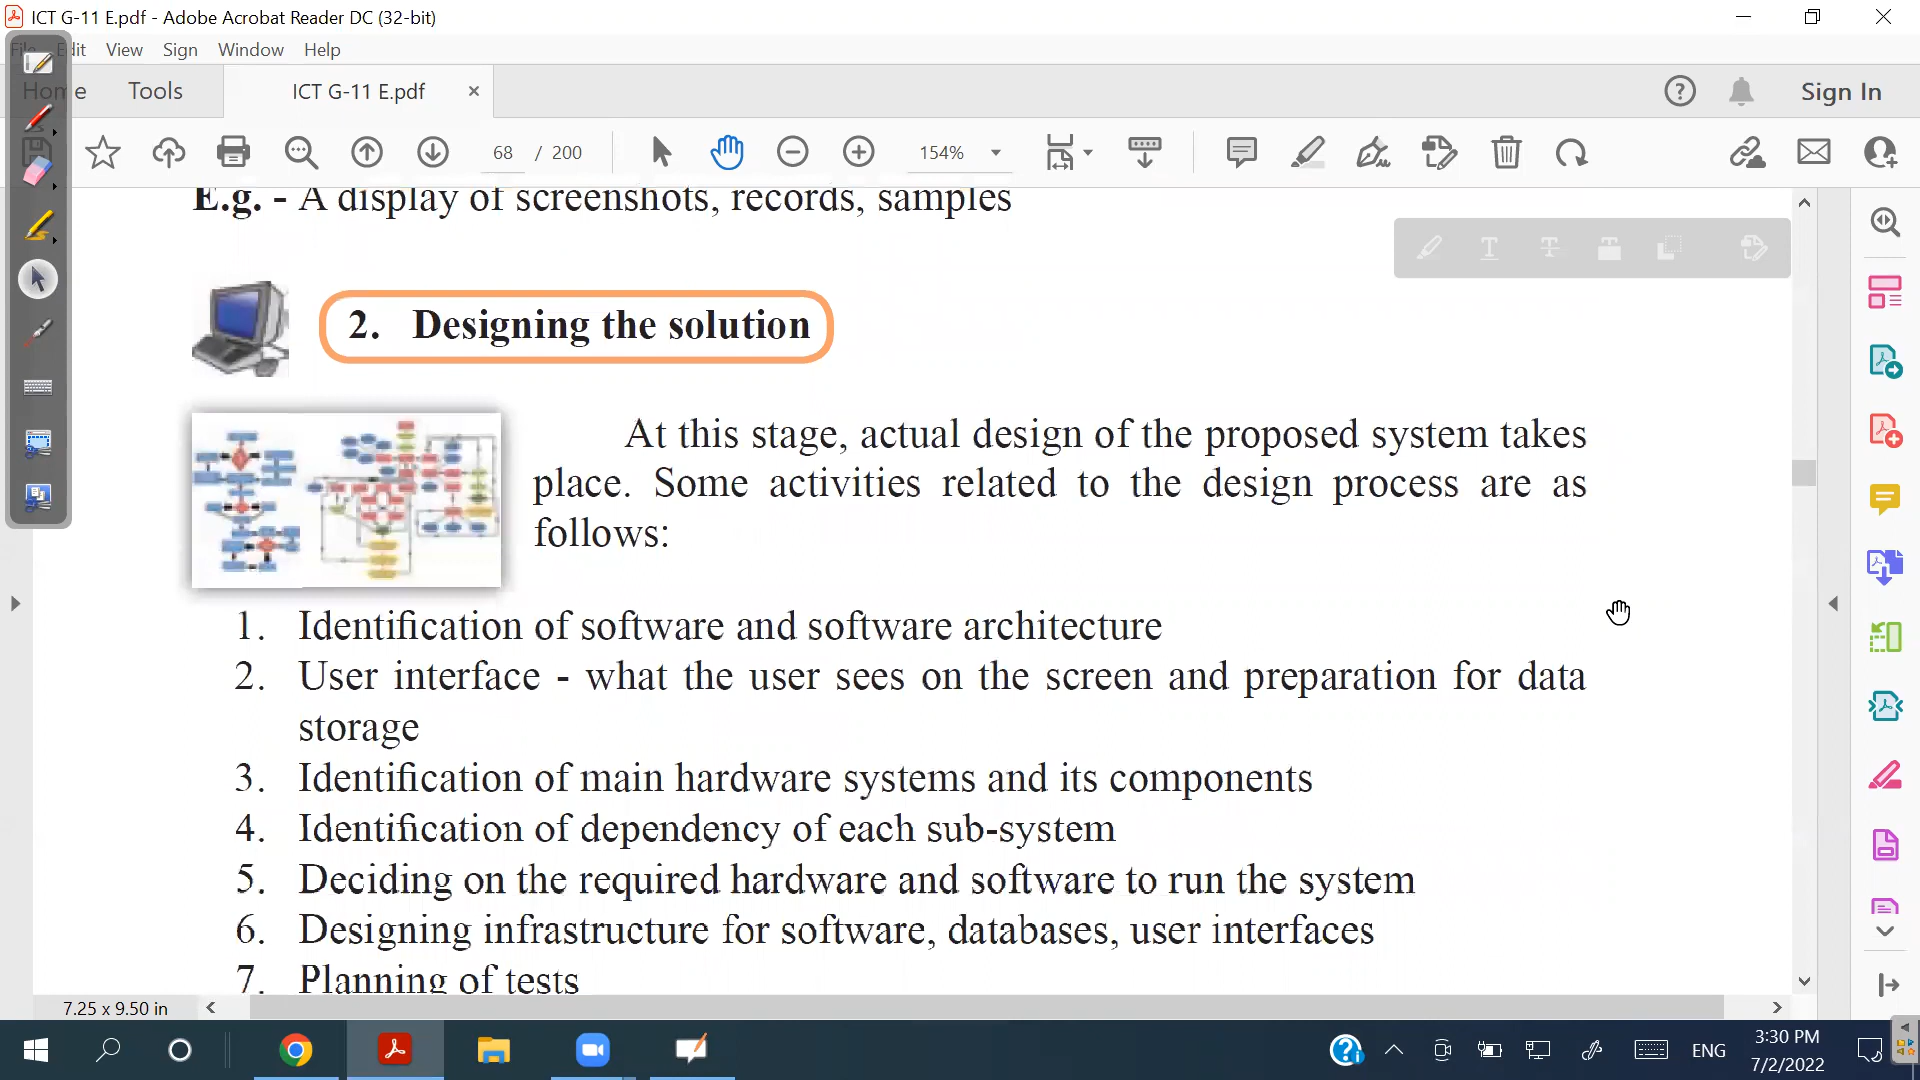 ICT G-11 E.pdf - Adobe Acrobat Reader DC (32-bit)
File Edit View Sign Window Help
Home Tools ICT G-11 E.pdf × Sign In
68 / 200 154%
E.g. - A display of screenshots, records, samples
2. Designing the solution
At this stage, actual design of the proposed system takes
place. Some activities related to the design process are as
follows:
1. Identification of software and software architecture
2. User interface - what the user sees on the screen and preparation for data
storage
3. Identification of main hardware systems and its components
4. Identification of dependency of each sub-system
5. Deciding on the required hardware and software to run the system
6. Designing infrastructure for software, databases, user interfaces
7. Planning of tests
7.25 x 9.50 in
ENG
3:30 PM
7/2/2022